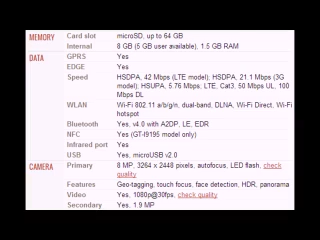 MEMORY Card slot microSD, up to 64 GB
Internal 8 GB (5 GB user available), 1.5 GB RAM
DATA GPRS Yes
EDGE Yes
Speed HSDPA, 42 Mbps (LTE model); HSDPA, 21.1 Mbps (3G
model); HSUPA, 5.76 Mbps; LTE, Cat3, 50 Mbps UL, 100
Mbps DL
WLAN Wi-Fi 802.11 a/b/g/n, dual-band, DLNA, Wi-Fi Direct, Wi-Fi
hotspot
Bluetooth Yes, v4.0 with A2DP, LE, EDR
NFC Yes (GT-I9195 model only)
Infrared port Yes
USB Yes, microUSB v2.0
CAMERA Primary 8 MP, 3264 x 2448 pixels, autofocus, LED flash, check
quality
Features Geo-tagging, touch focus, face detection, HDR, panorama
Video Yes, 1080p@30fps, check quality
Secondary Yes, 1.9 MP